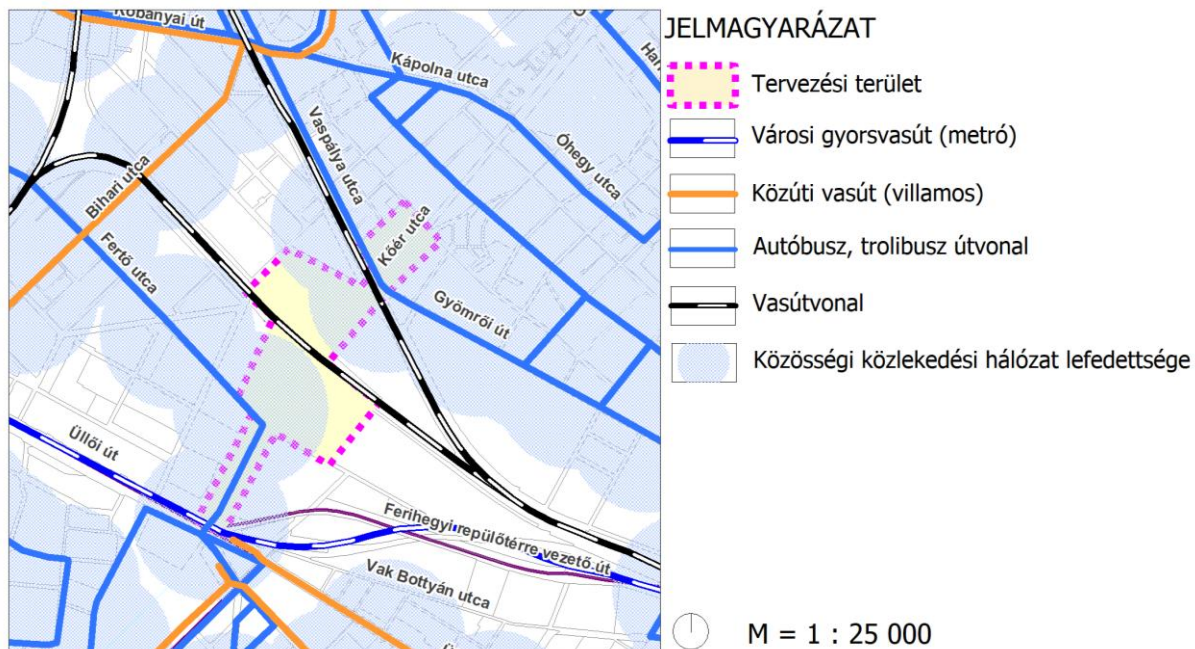 Kőbányai út
Kápolna utca
Vaspálya utca
Óhegy utca
Bihari utca
Kőér utca
Fertő utca
Gyömrői út
Üllői út
Ferihegyi repülőtérre vezető út
Vak Bottyán utca
JELMAGYARÁZAT
Tervezési terület
Városi gyorsvasút (metró)
Közúti vasút (villamos)
Autóbusz, trolibusz útvonal
Vasútvonal
Közösségi közlekedési hálózat lefedettsége
M = 1 : 25 000